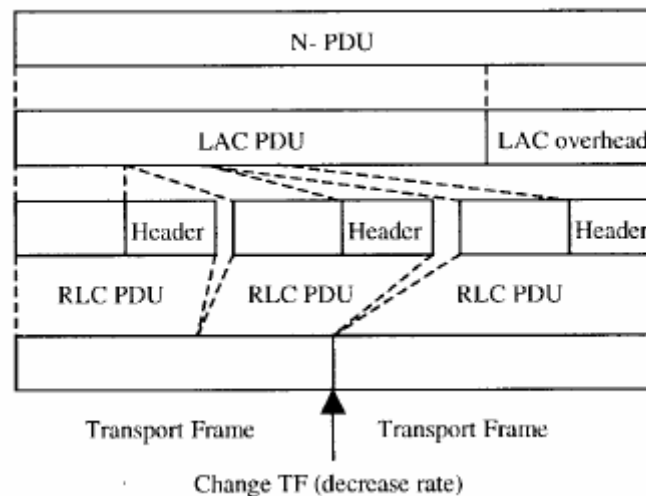 N- PDU
LAC PDU LAC overhead
Header Header Header
RLC PDU RLC PDU RLC PDU
Transport Frame Transport Frame
Change TF (decrease rate)